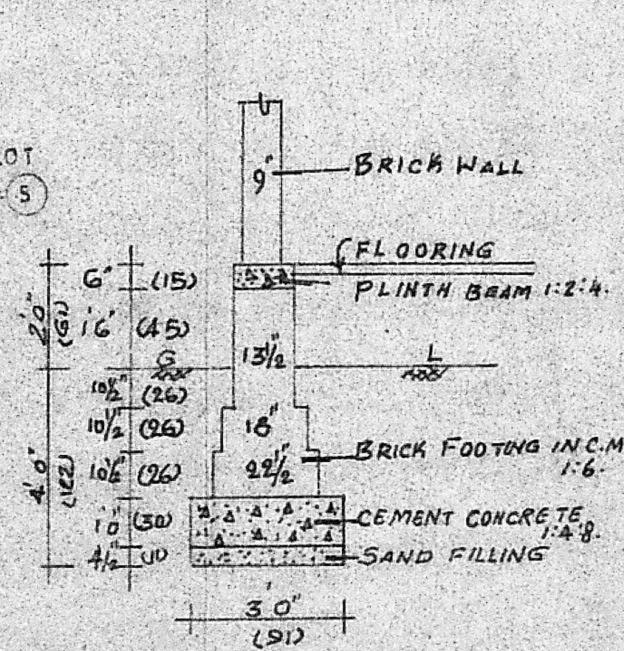 OT
5
9"
BRICK WALL
FLOORING
PLINTH BEAM 1:2:4.
6" (15)
2'0" (61)
1'6" (45)
13½"
G L
10½" (26)
10½" (26)
18"
4'0" (122)
10'6" (26)
22½"
BRICK FOOTING IN C.M
1:6.
1'0" (30)
CEMENT CONCRETE
1:4:8.
4½" (11)
SAND FILLING
3'0"
(91)